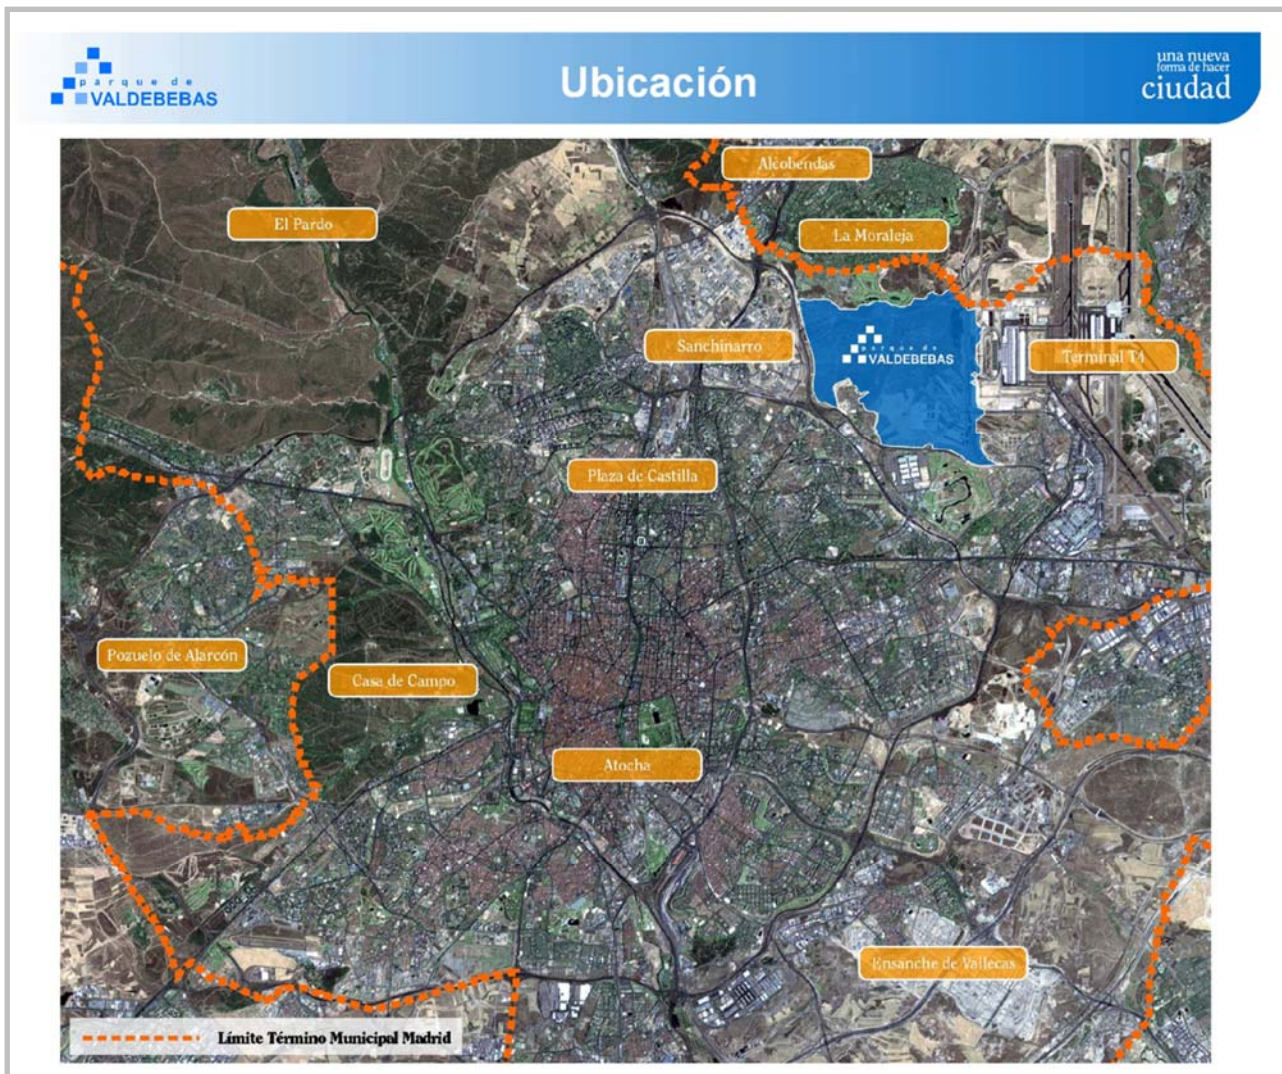 parque de
VALDEBEBAS
Ubicación
una nueva
forma de hacer
ciudad
Alcobendas
El Pardo
La Moraleja
Sanchinarro
parque de
VALDEBEBAS
Terminal T4
Plaza de Castilla
Pozuelo de Alarcón
Casa de Campo
Atocha
Ensanche de Vallecas
Límite Término Municipal Madrid